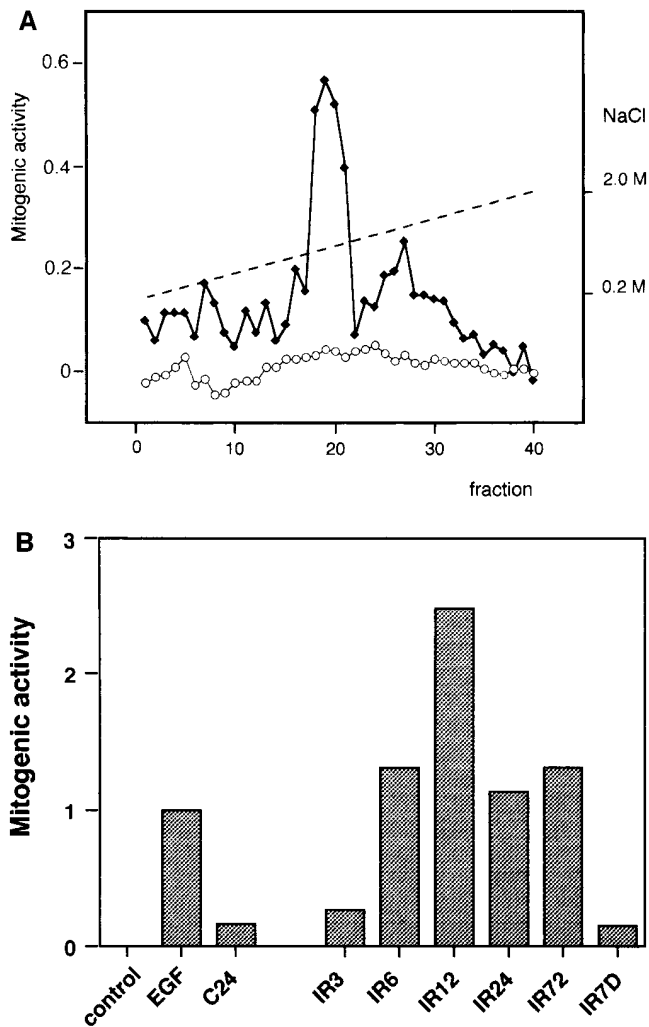 A
Mitogenic activity
0.6
0.4
0.2
0
NaCl
2.0 M
0.2 M
0 10 20 30 40
fraction
B
Mitogenic activity
3
2
1
0
control EGF C24 IR3 IR6 IR12 IR24 IR72 IR7D